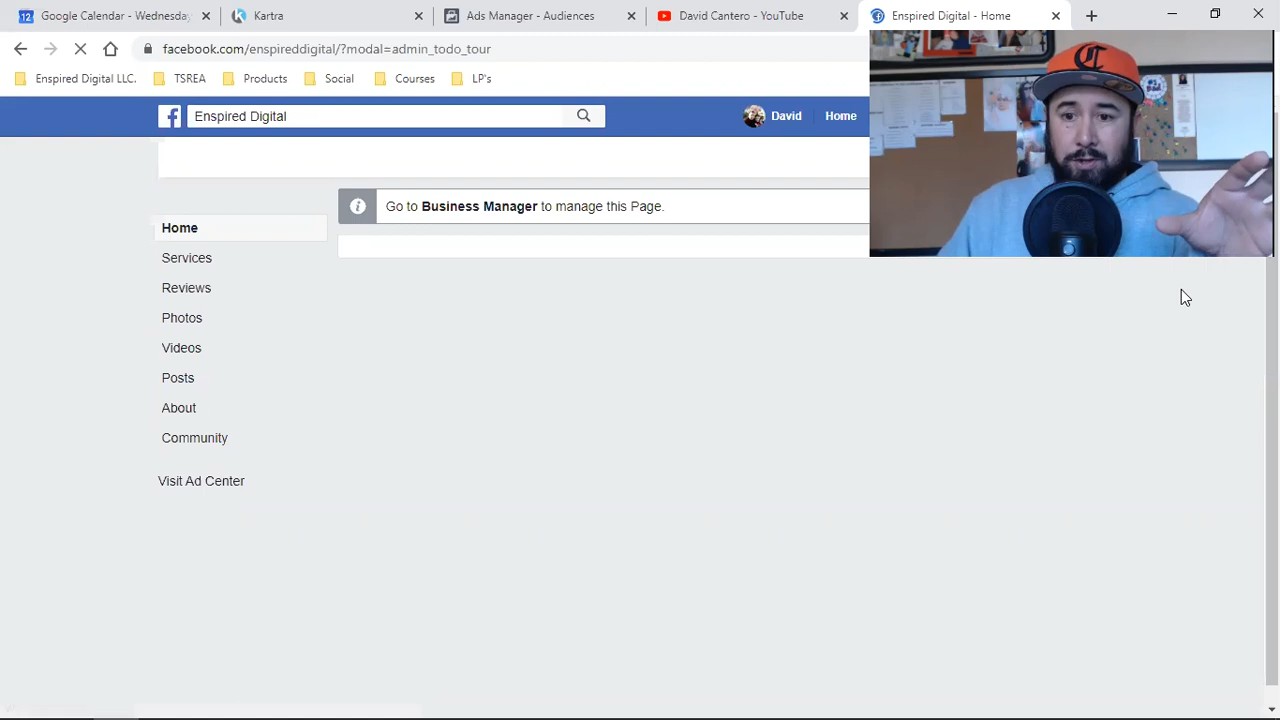 Google Calendar - Wednesday
Kartra
Ads Manager - Audiences
David Cantero - YouTube
Enspired Digital - Home
facebook.com/enspireddigital/?modal=admin_todo_tour
Enspired Digital LLC.
TSREA
Products
Social
Courses
LP's
Enspired Digital
David
Home
Go to Business Manager to manage this Page.
Home
Services
Reviews
Photos
Videos
Posts
About
Community
Visit Ad Center